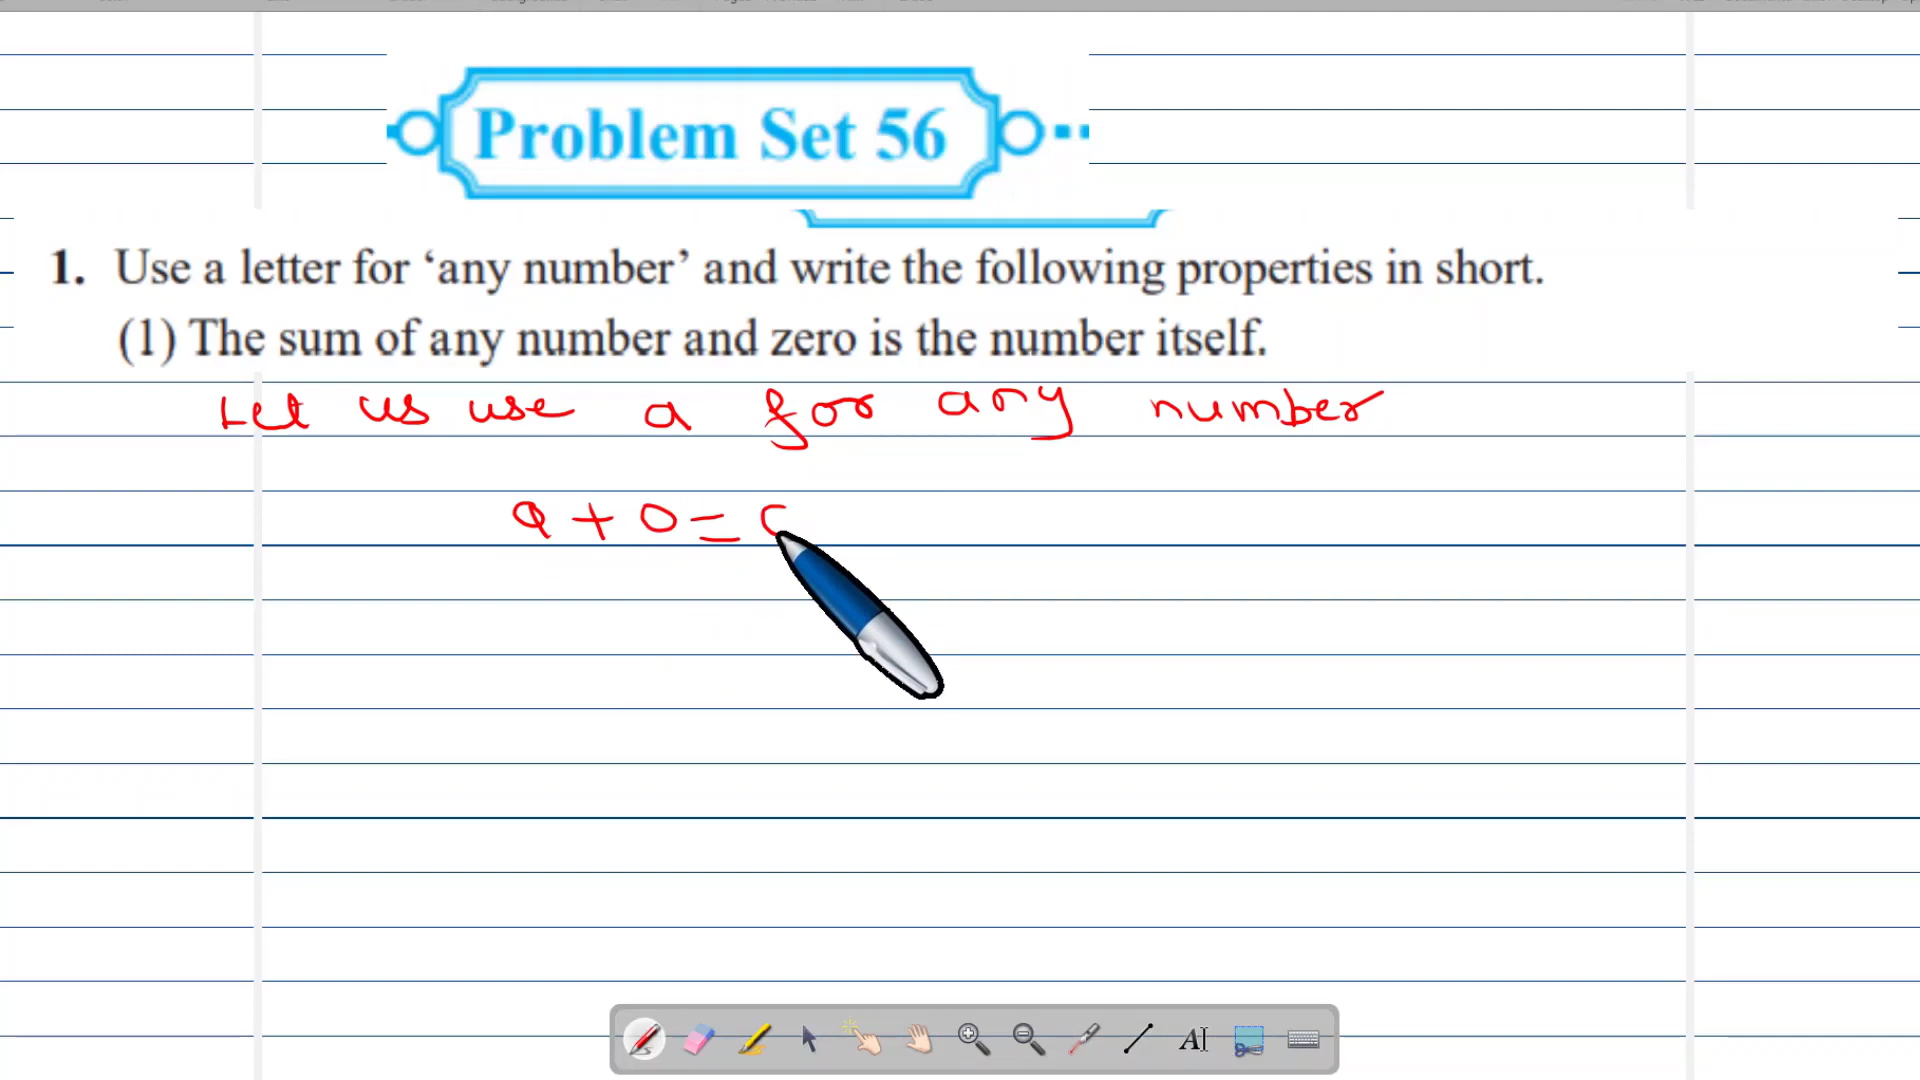 Problem Set 56
1. Use a letter for ‘any number’ and write the following properties in short.
(1) The sum of any number and zero is the number itself.
Let us use a for any number
a + 0 =
A